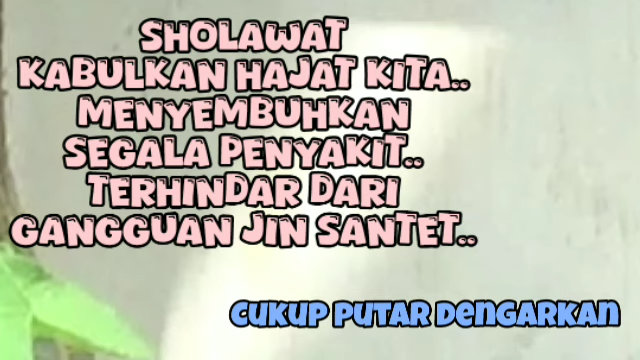 SHOLAWAT
KABULKAN HAJAT KITA..
MENYEMBUHKAN
SEGALA PENYAKIT..
TERHINDAR DARI
GANGGUAN JIN SANTET..
CUKUP PUTAR DENGARKAN